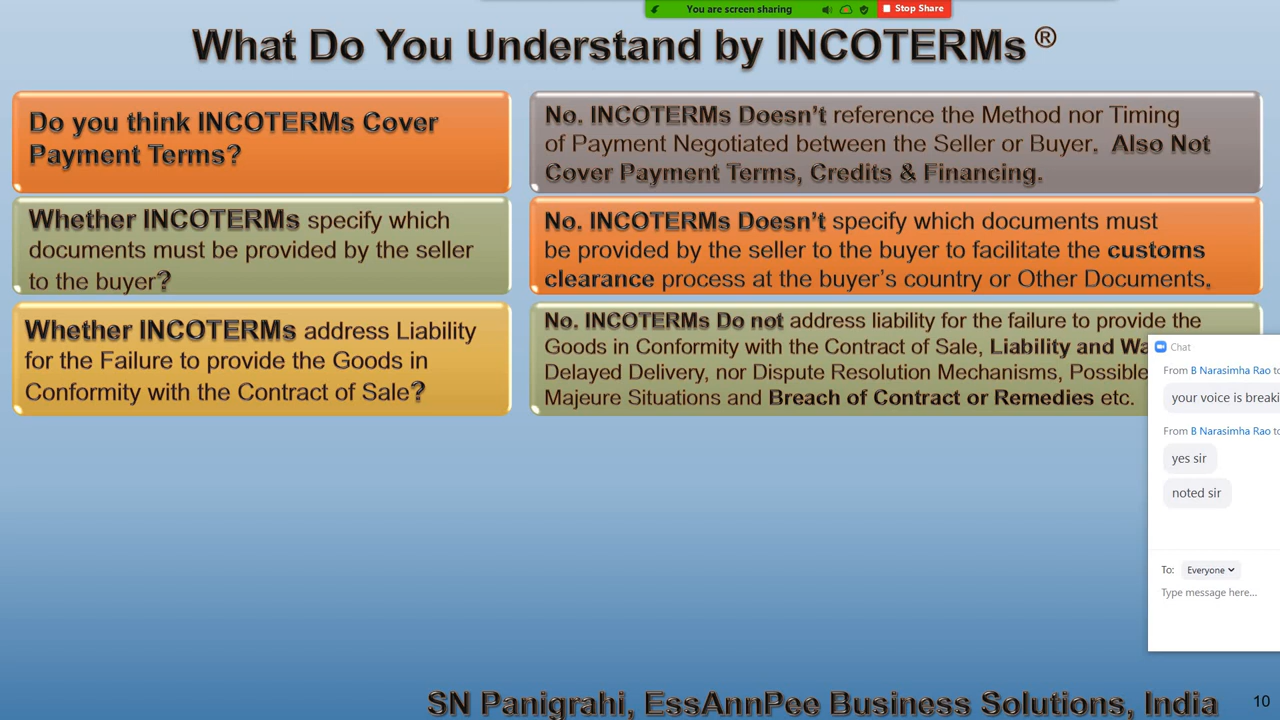 You are screen sharing
Stop Share
What Do You Understand by INCOTERMs ®
Do you think INCOTERMs Cover
Payment Terms?
No. INCOTERMs Doesn't reference the Method nor Timing
of Payment Negotiated between the Seller or Buyer. Also Not
Cover Payment Terms, Credits & Financing.
Whether INCOTERMs specify which
documents must be provided by the seller
to the buyer?
No. INCOTERMs Doesn't specify which documents must
be provided by the seller to the buyer to facilitate the customs
clearance process at the buyer's country or Other Documents.
Whether INCOTERMs address Liability
for the Failure to provide the Goods in
Conformity with the Contract of Sale?
No. INCOTERMs Do not address liability for the failure to provide the
Goods in Conformity with the Contract of Sale, Liability and
Delayed Delivery, nor Dispute Resolution Mechanisms, Possible
Majeure Situations and Breach of Contract or Remedies etc.
Chat
From B Narasimha Rao
your voice is
From B Narasimha Rao
yes sir
noted sir
To: Everyone
Type message here...
SN Panigrahi, EssAnnPee Business Solutions, India
10